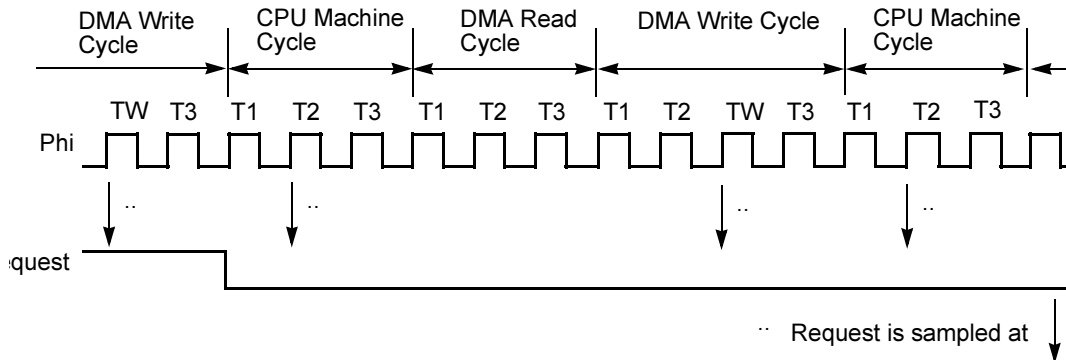 DMA Write Cycle
CPU Machine Cycle
DMA Read Cycle
DMA Write Cycle
CPU Machine Cycle
TW T3 T1 T2 T3 T1 T2 T3 T1 T2 TW T3 T1 T2 T3
Phi
.. .. .. ..
equest
.. Request is sampled at